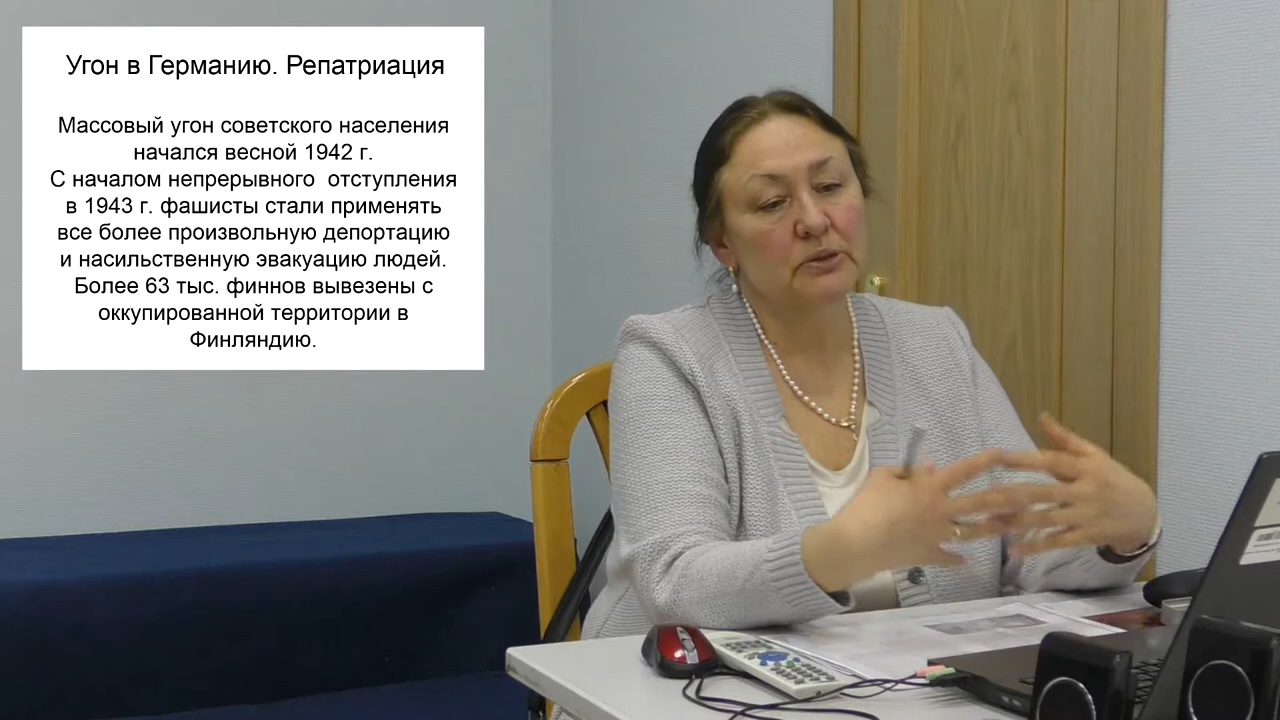 Угон в Германию. Репатриация
Массовый угон советского населения
начался весной 1942 г.
С началом непрерывного отступления
в 1943 г. фашисты стали применять
все более произвольную депортацию
и насильственную эвакуацию людей.
Более 63 тыс. финнов вывезены с
оккупированной территории в
Финляндию.